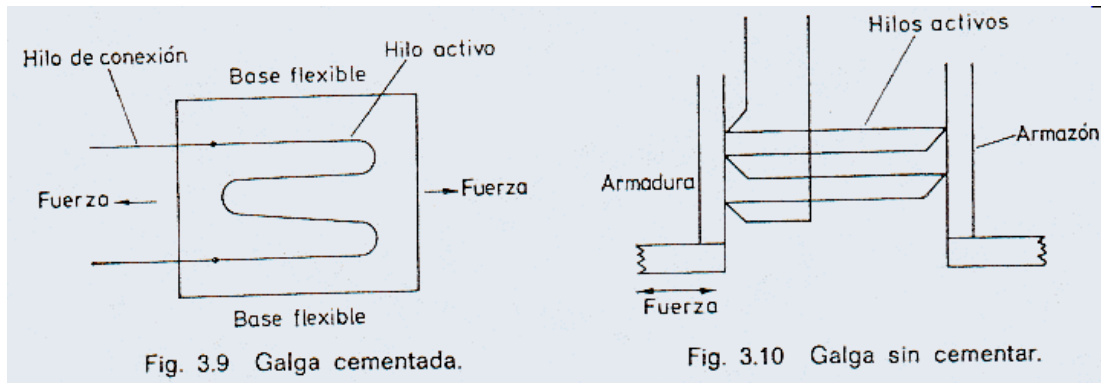 Hilo de conexión
Hilo activo
Base flexible
Fuerza
Fuerza
Base flexible
Fig. 3.9 Galga cementada.
Hilos activos
Armazón
Armadura
Fuerza
Fig. 3.10 Galga sin cementar.